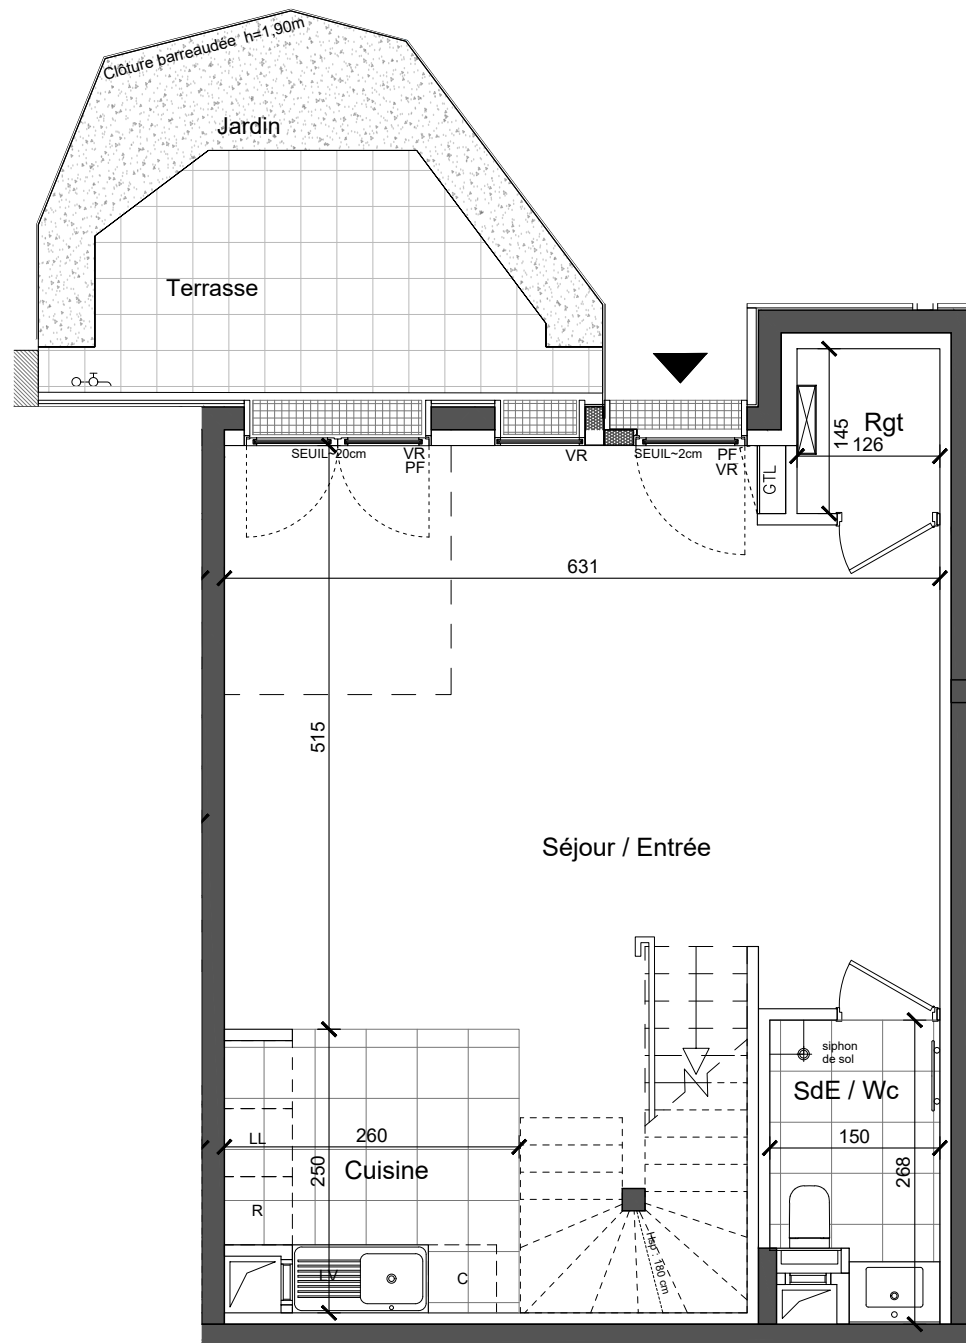 Clôture barreaudée h=1,90m
Jardin
Terrasse
Rgt
145
126
SEUIL~20cm
VR
PF
VR
SEUIL~2cm
PF
VR
GTL
631
515
Séjour / Entrée
siphon
de sol
SdE / Wc
LL
260
150
250
Cuisine
268
R
Hsp : 180 cm
LV
C